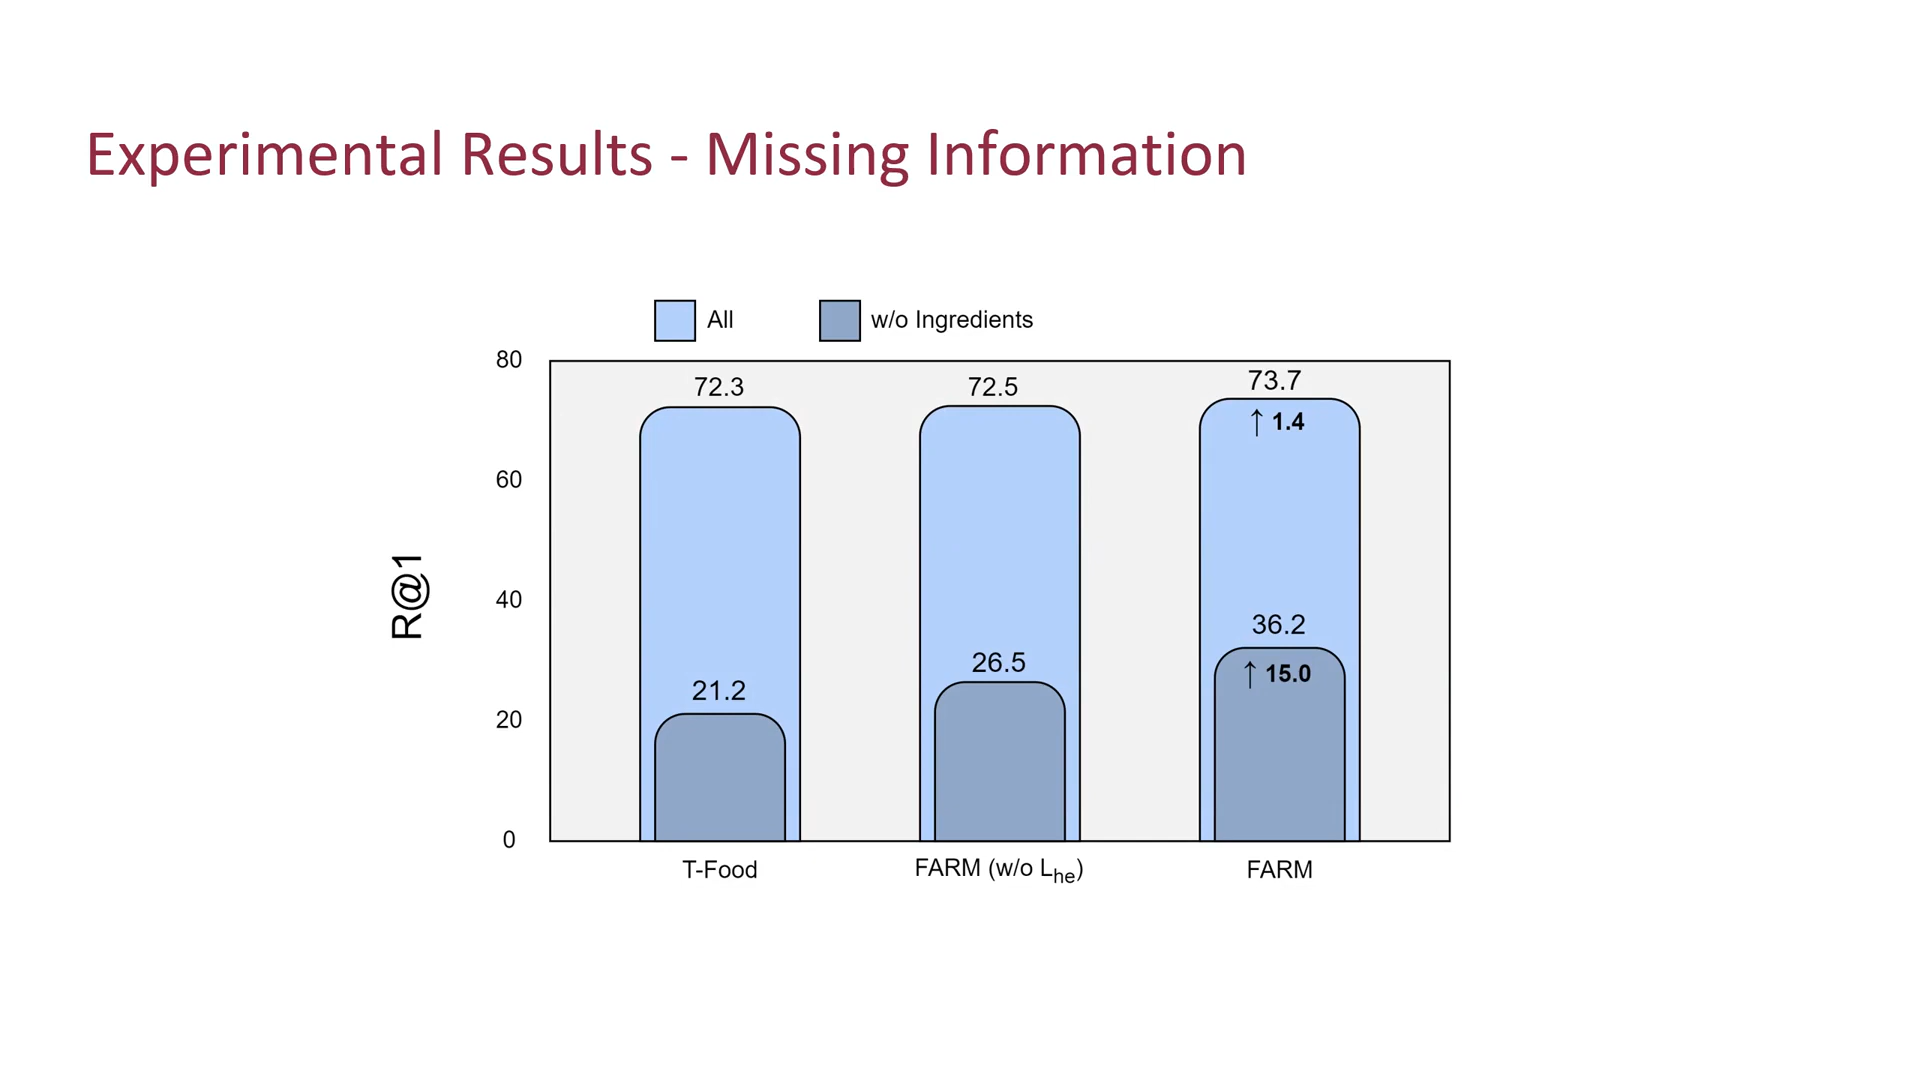 Experimental Results - Missing Information
All w/o Ingredients
80
60
40
20
0
R@1
72.3
72.5
73.7
↑ 1.4
21.2
26.5
36.2
↑ 15.0
T-Food
FARM (w/o Lhe)
FARM